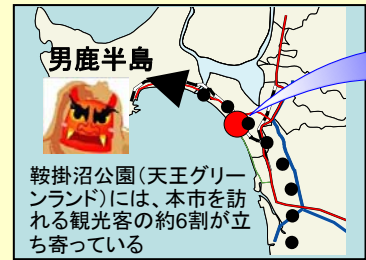 男鹿半島
鞍掛沼公園(天王グリー
ンランド)には、本市を訪
れる観光客の約6割が立
ち寄っている